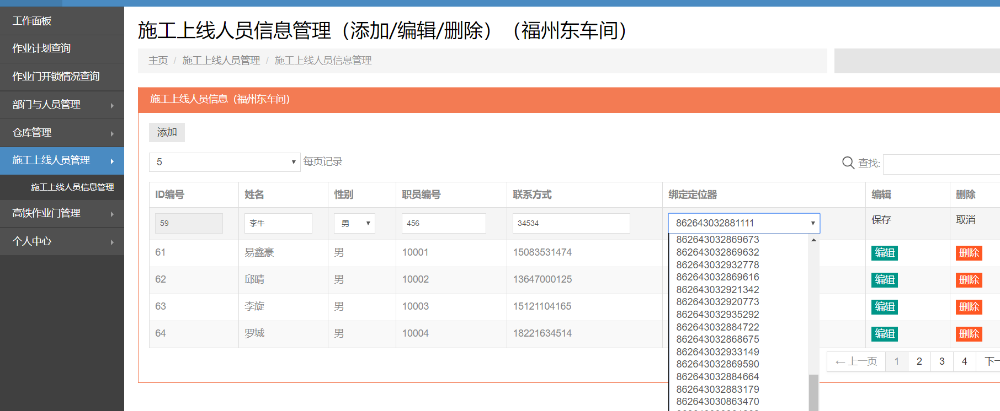 工作面板
作业计划查询
作业门开锁情况查询
部门与人员管理
仓库管理
施工上线人员管理
施工上线人员信息管理
高铁作业门管理
个人中心
施工上线人员信息管理（添加/编辑/删除）（福州东车间）
主页 / 施工上线人员管理 / 施工上线人员信息管理
施工上线人员信息（福州东车间）
添加
5 每页记录
查找:
ID编号 姓名 性别 职员编号 联系方式 绑定定位器 编辑 删除
59 李牛 男 456 34534 862643032881111 保存 取消
61 易鑫豪 男 10001 15083531474 编辑 删除
62 邱晴 男 10002 13647000125 编辑 删除
63 李旋 男 10003 15121104165 编辑 删除
64 罗城 男 10004 18221634514 编辑 删除
862643032869673
862643032869632
862643032932778
862643032869616
862643032921342
862643032920773
862643032935292
862643032884722
862643032868675
862643032933149
862643032869590
862643032884664
862643032883179
862643030863470
← 上一页 1 2 3 4 下一